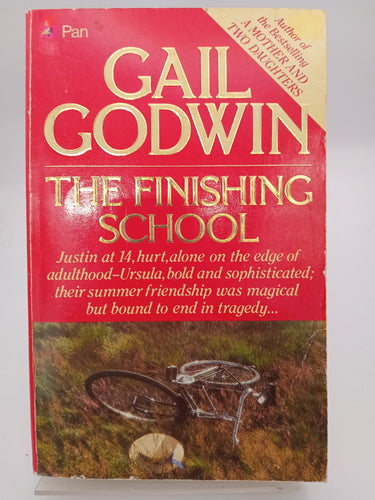 Pan
Author of
the Bestselling
A MOTHER AND
TWO DAUGHTERS
GAIL
GODWIN
THE FINISHING
SCHOOL
Justin at 14,hurt,alone on the edge of
adulthood–Ursula,bold and sophisticated;
their summer friendship was magical
but bound to end in tragedy...